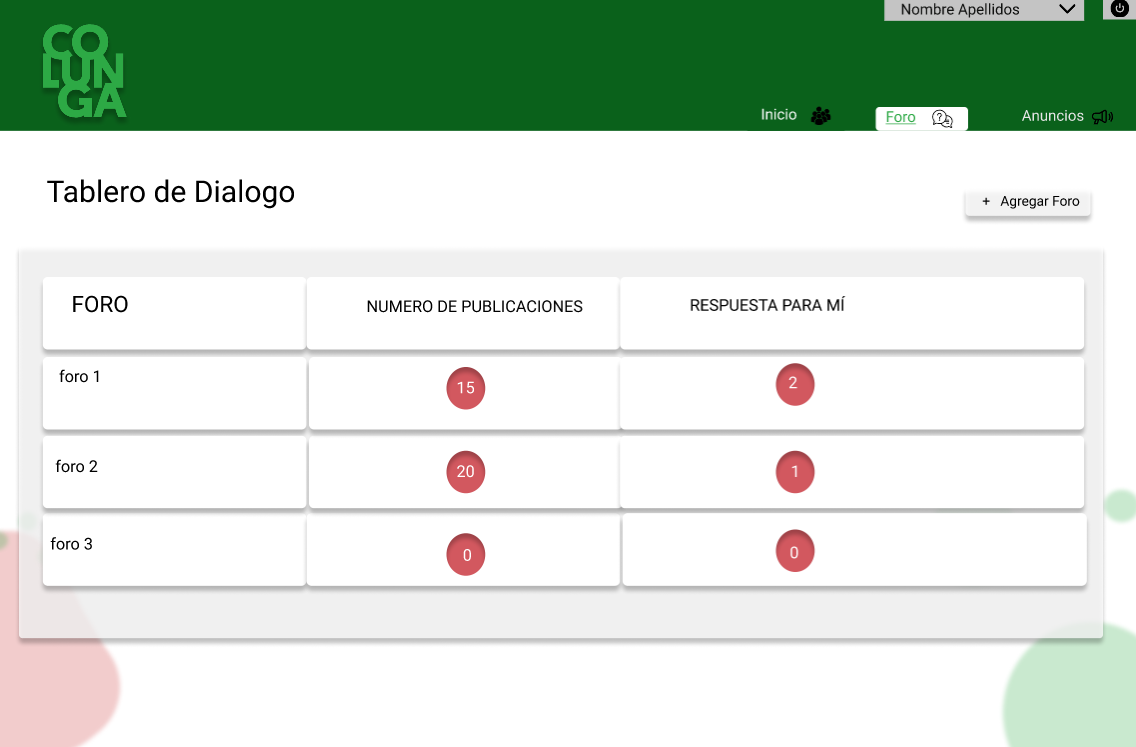 Nombre Apellidos
CO
LUN
GA
Inicio
Foro
Anuncios
Tablero de Dialogo
+ Agregar Foro
FORO NUMERO DE PUBLICACIONES RESPUESTA PARA MÍ
foro 1 15 2
foro 2 20 1
foro 3 0 0